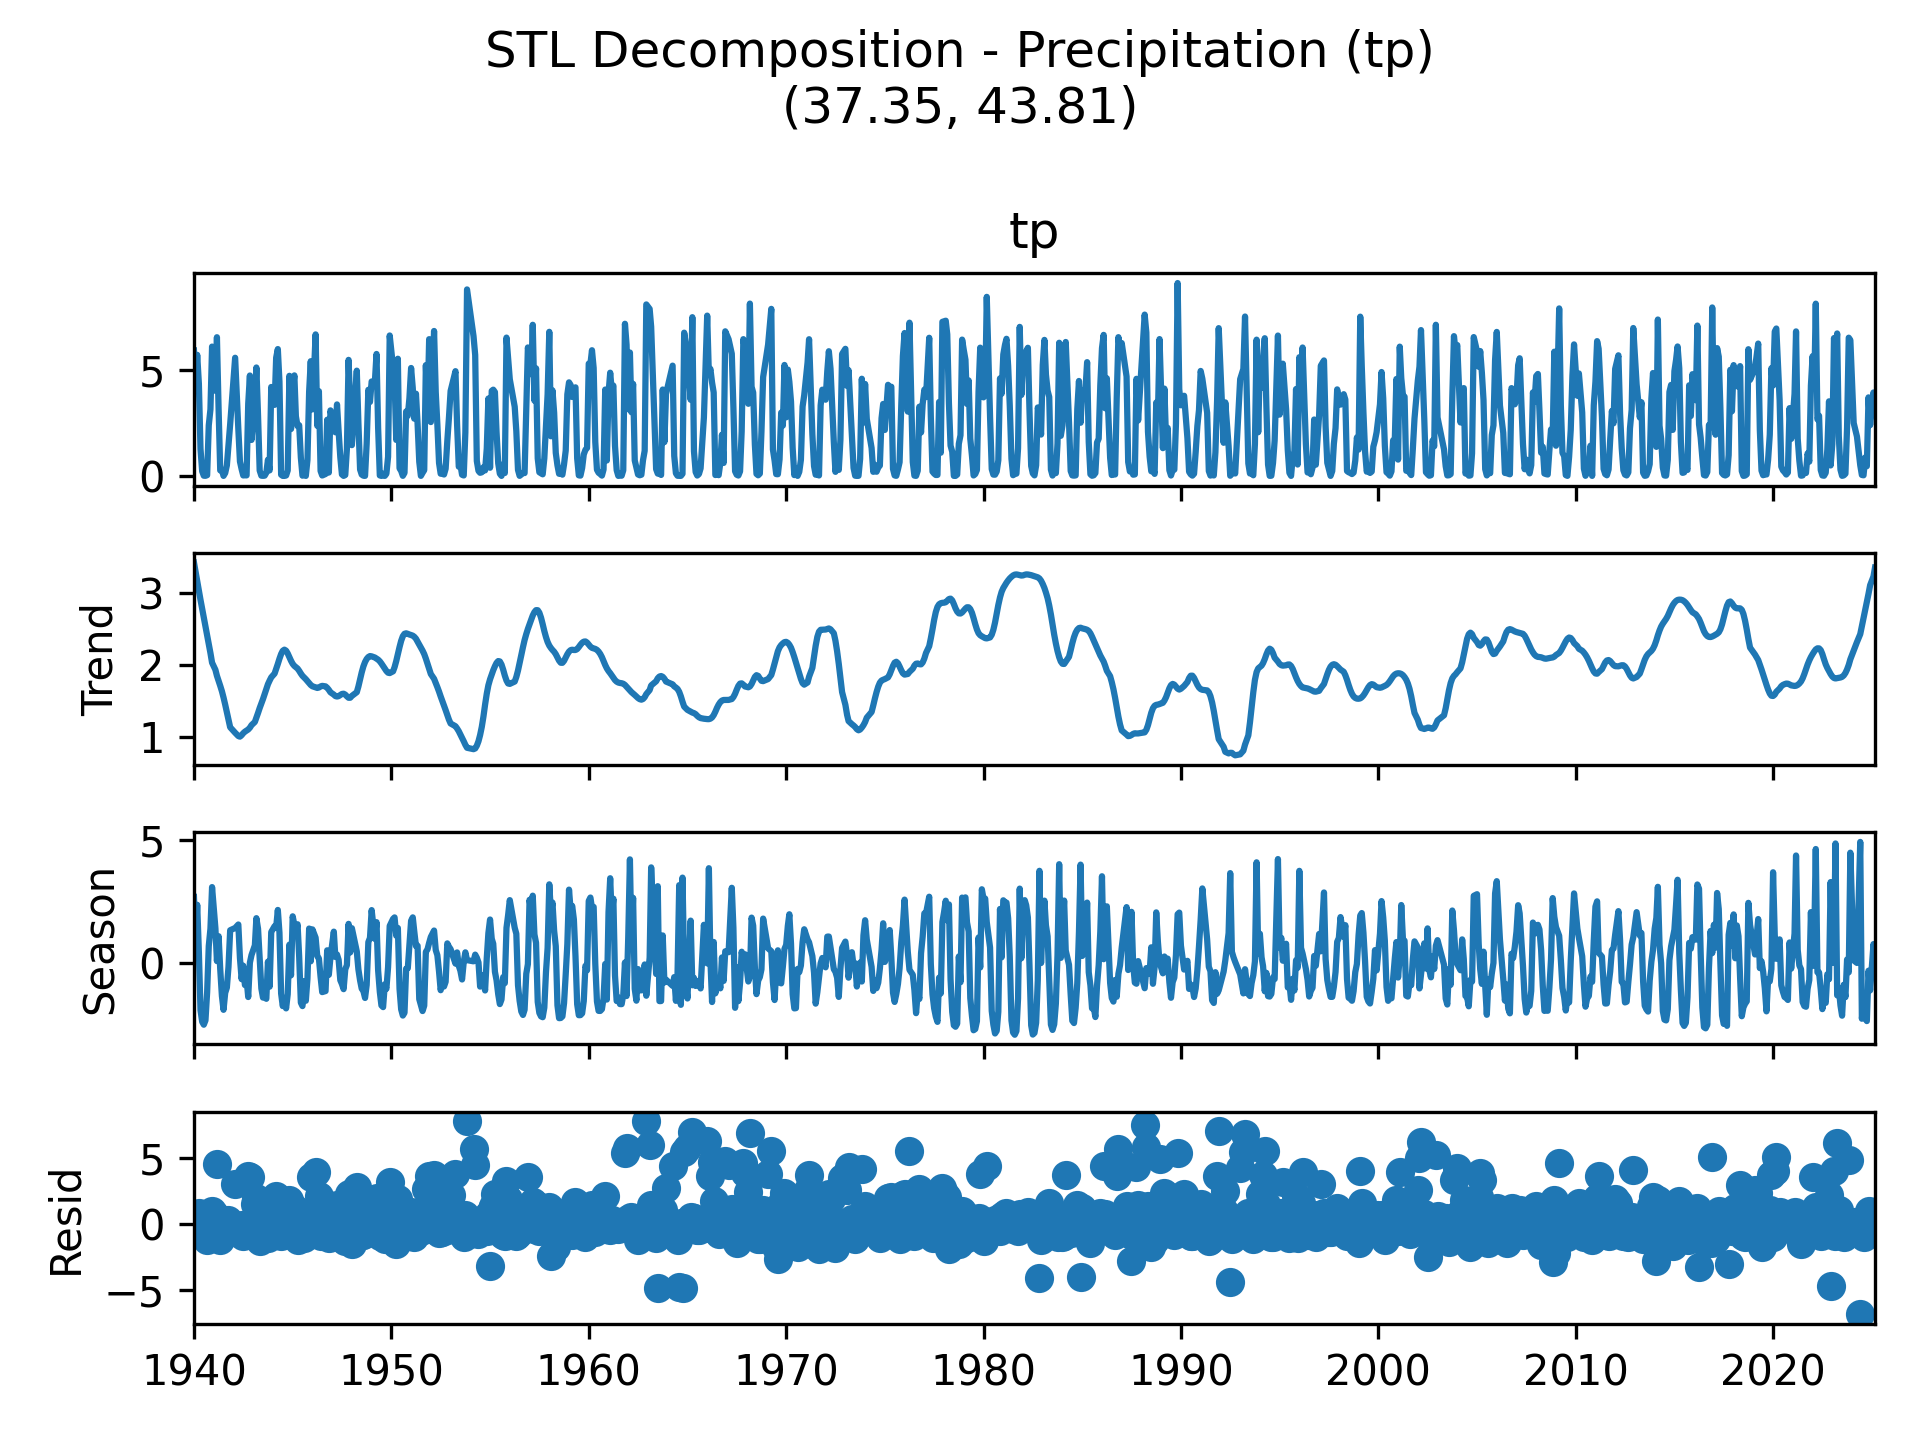 STL Decomposition - Precipitation (tp)
(37.35, 43.81)
tp
5
0
Trend
3
2
1
Season
5
0
Resid
5
0
−5
1940 1950 1960 1970 1980 1990 2000 2010 2020